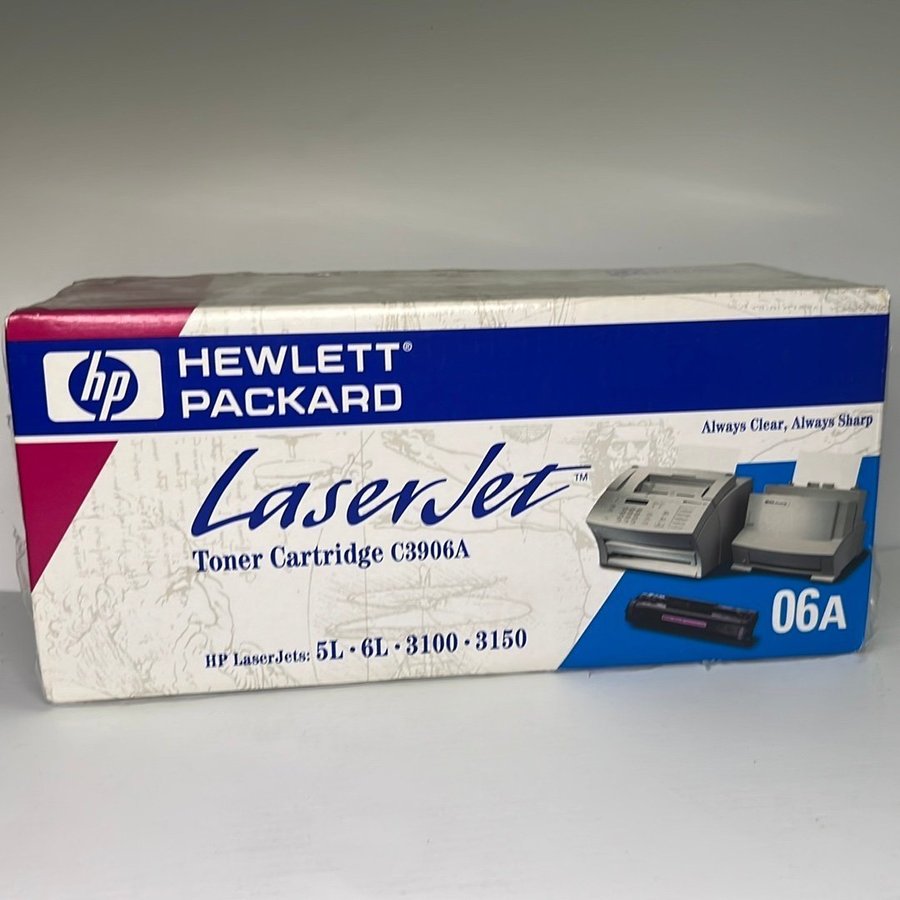 hp
HEWLETT®
PACKARD
Always Clear, Always Sharp
LaserJet™
Toner Cartridge C3906A
HP LaserJets: 5L · 6L · 3100 · 3150
06A